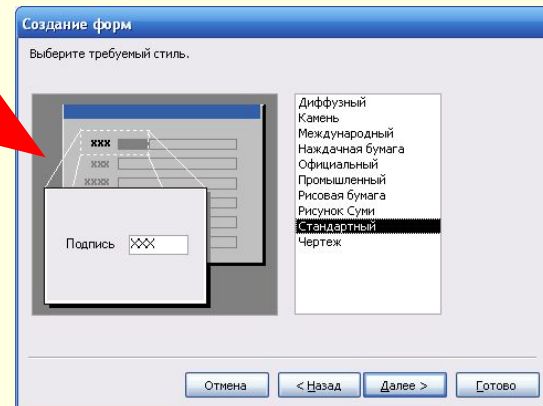 Создание форм
Выберите требуемый стиль.
xxx
xxx
xxxx
Подпись XXX
Диффузный
Камень
Международный
Наждачная бумага
Официальный
Промышленный
Рисовая бумага
Рисунок Суми
Стандартный
Чертеж
Отмена
< Назад
Далее >
Готово